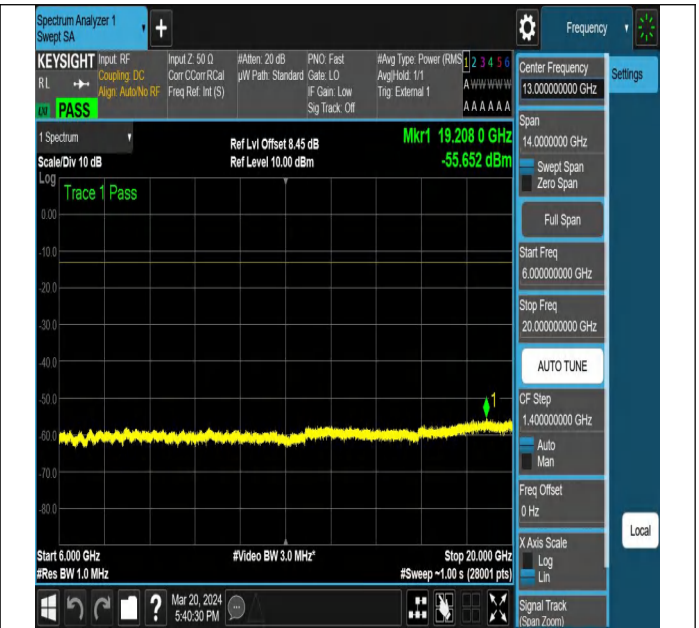 Spectrum Analyzer 1
Swept SA
+
Frequency
KEYSIGHT
RL
PASS
Input: RF
Coupling: DC
Align: Auto/No RF
Input Z: 50 Ω
Corr CCorr RCal
Freq Ref: Int (S)
#Atten: 20 dB
µW Path: Standard
PNO: Fast
Gate: LO
IF Gain: Low
Sig Track: Off
#Avg Type: Power (RMS
Avg|Hold: 1/1
Trig: External 1
1 2 3 4 5 6
A W W W W W
A A A A A A
1 Spectrum
Scale/Div 10 dB
Ref Lvl Offset 8.45 dB
Ref Level 10.00 dBm
Mkr1 19.208 0 GHz
-55.652 dBm
Log
Trace 1 Pass
0.00
-10.0
-20.0
-30.0
-40.0
-50.0
-60.0
-70.0
-80.0
1
Start 6.000 GHz
#Res BW 1.0 MHz
#Video BW 3.0 MHz*
Stop 20.000 GHz
#Sweep ~1.00 s (28001 pts)
?
Mar 20, 2024
5:40:30 PM
Center Frequency
13.000000000 GHz
Settings
Span
14.0000000 GHz
Swept Span
Zero Span
Full Span
Start Freq
6.000000000 GHz
Stop Freq
20.000000000 GHz
AUTO TUNE
CF Step
1.400000000 GHz
Auto
Man
Freq Offset
0 Hz
X Axis Scale
Log
Lin
Local
Signal Track
(Span Zoom)